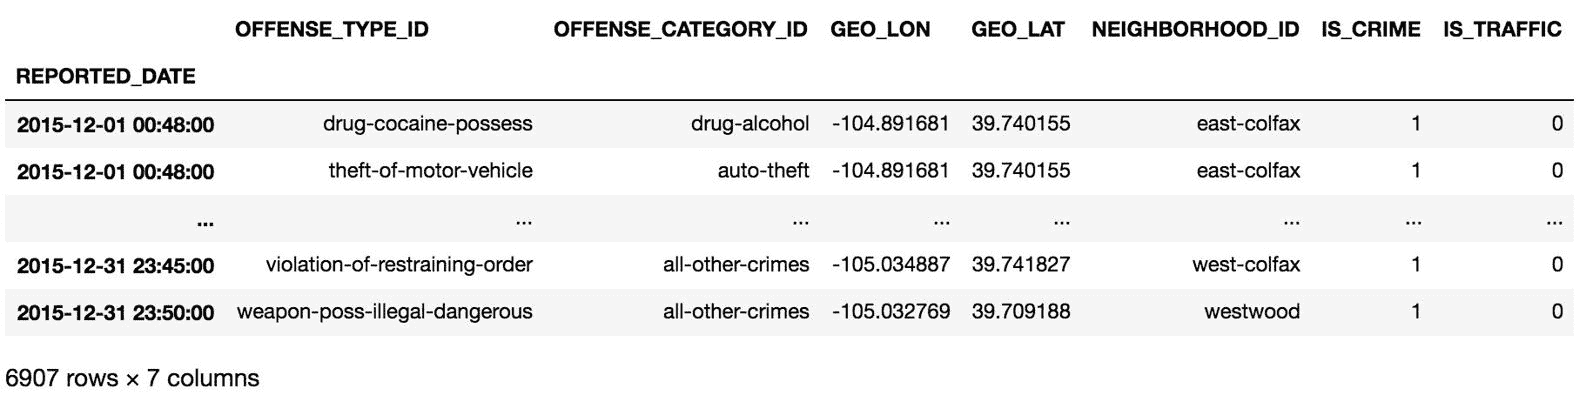 OFFENSE_TYPE_ID OFFENSE_CATEGORY_ID GEO_LON GEO_LAT NEIGHBORHOOD_ID IS_CRIME IS_TRAFFIC
REPORTED_DATE
2015-12-01 00:48:00 drug-cocaine-possess drug-alcohol -104.891681 39.740155 east-colfax 1 0
2015-12-01 00:48:00 theft-of-motor-vehicle auto-theft -104.891681 39.740155 east-colfax 1 0
... ... ... ... ... ... ... ...
2015-12-31 23:45:00 violation-of-restraining-order all-other-crimes -105.034887 39.741827 west-colfax 1 0
2015-12-31 23:50:00 weapon-poss-illegal-dangerous all-other-crimes -105.032769 39.709188 westwood 1 0
6907 rows × 7 columns